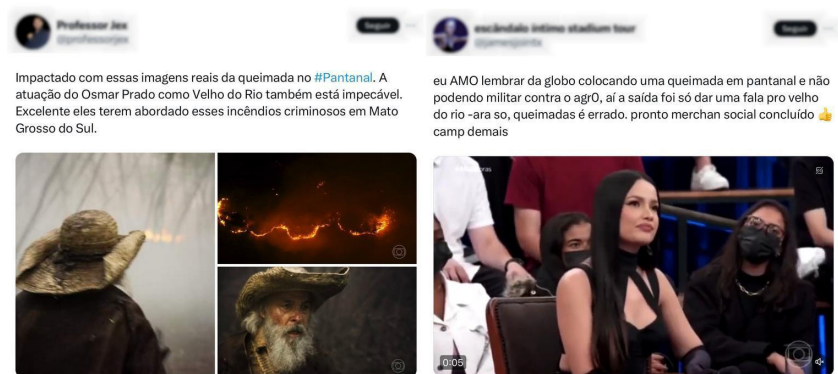 Professor Jex
@professorjex
Seguir
Impactado com essas imagens reais da queimada no #Pantanal. A
atuação do Osmar Prado como Velho do Rio também está impecável.
Excelente eles terem abordado esses incêndios criminosos em Mato
Grosso do Sul.
escândalo íntimo stadium tour
Seguir
eu AMO lembrar da globo colocando uma queimada em pantanal e não
podendo militar contra o agr0, aí a saída foi só dar uma fala pro velho
do rio -ara so, queimadas é errado. pronto merchan social concluído 👍
camp demais
0:05